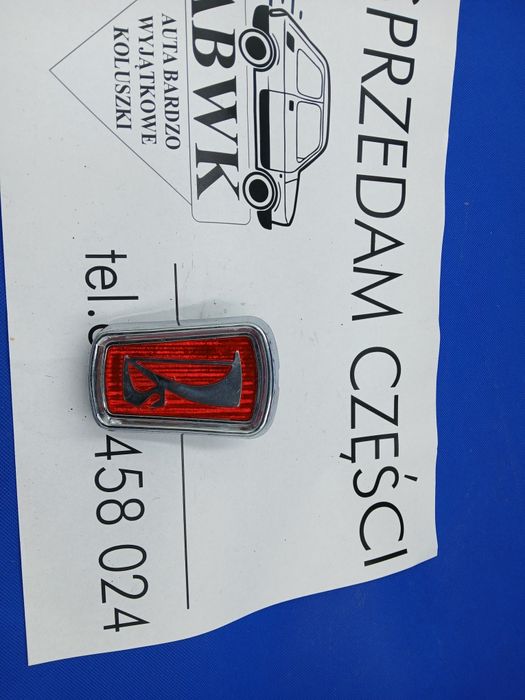 SPRZEDAM CZĘŚCI
ABWK
AUTA BARDZO
WYJĄTKOWE
KOLUSZKI
tel. 458 024